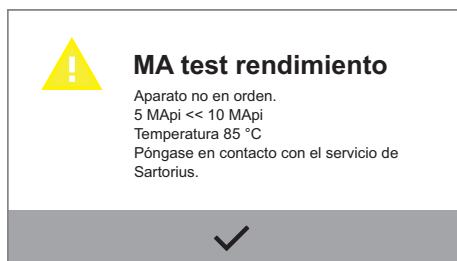 MA test rendimiento
Aparato no en orden.
5 MApi << 10 MApi
Temperatura 85 °C
Póngase en contacto con el servicio de
Sartorius.